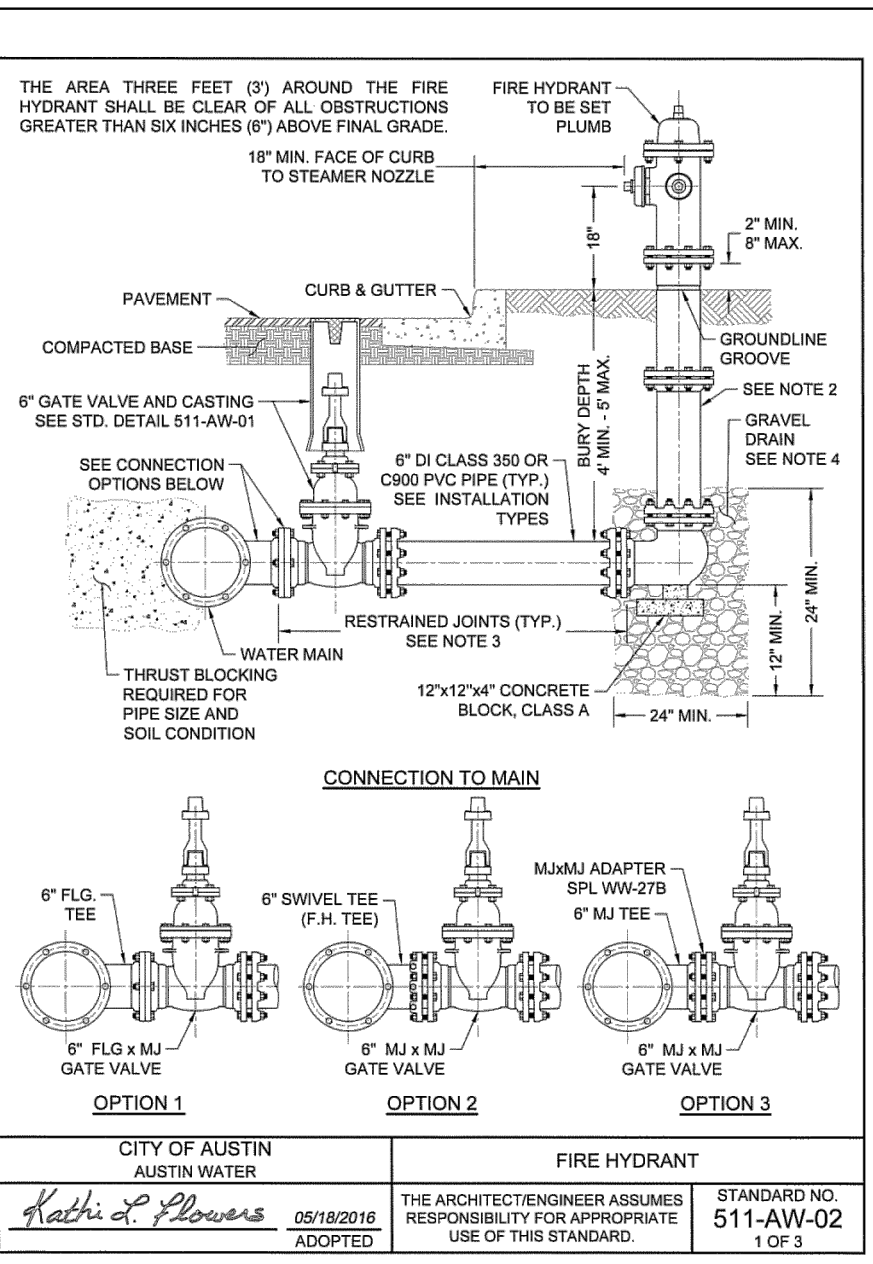 THE AREA THREE FEET (3') AROUND THE FIRE
HYDRANT SHALL BE CLEAR OF ALL OBSTRUCTIONS
GREATER THAN SIX INCHES (6") ABOVE FINAL GRADE.
FIRE HYDRANT
TO BE SET
PLUMB
18" MIN. FACE OF CURB
TO STEAMER NOZZLE
18"
2" MIN.
8" MAX.
PAVEMENT
CURB & GUTTER
COMPACTED BASE
GROUNDLINE
GROOVE
6" GATE VALVE AND CASTING
SEE STD. DETAIL 511-AW-01
BURY DEPTH
4' MIN. - 5' MAX.
SEE NOTE 2
GRAVEL
DRAIN
SEE NOTE 4
SEE CONNECTION
OPTIONS BELOW
6" DI CLASS 350 OR
C900 PVC PIPE (TYP.)
SEE INSTALLATION
TYPES
24" MIN.
12" MIN.
RESTRAINED JOINTS (TYP.)
SEE NOTE 3
WATER MAIN
THRUST BLOCKING
REQUIRED FOR
PIPE SIZE AND
SOIL CONDITION
12"x12"x4" CONCRETE
BLOCK, CLASS A
24" MIN.
CONNECTION TO MAIN
6" FLG.
TEE
6" FLG x MJ
GATE VALVE
OPTION 1
6" SWIVEL TEE
(F.H. TEE)
6" MJ x MJ
GATE VALVE
OPTION 2
MJxMJ ADAPTER
SPL WW-27B
6" MJ TEE
6" MJ x MJ
GATE VALVE
OPTION 3
CITY OF AUSTIN
AUSTIN WATER
FIRE HYDRANT
Kathi L. Flowers
05/18/2016
ADOPTED
THE ARCHITECT/ENGINEER ASSUMES
RESPONSIBILITY FOR APPROPRIATE
USE OF THIS STANDARD.
STANDARD NO.
511-AW-02
1 OF 3